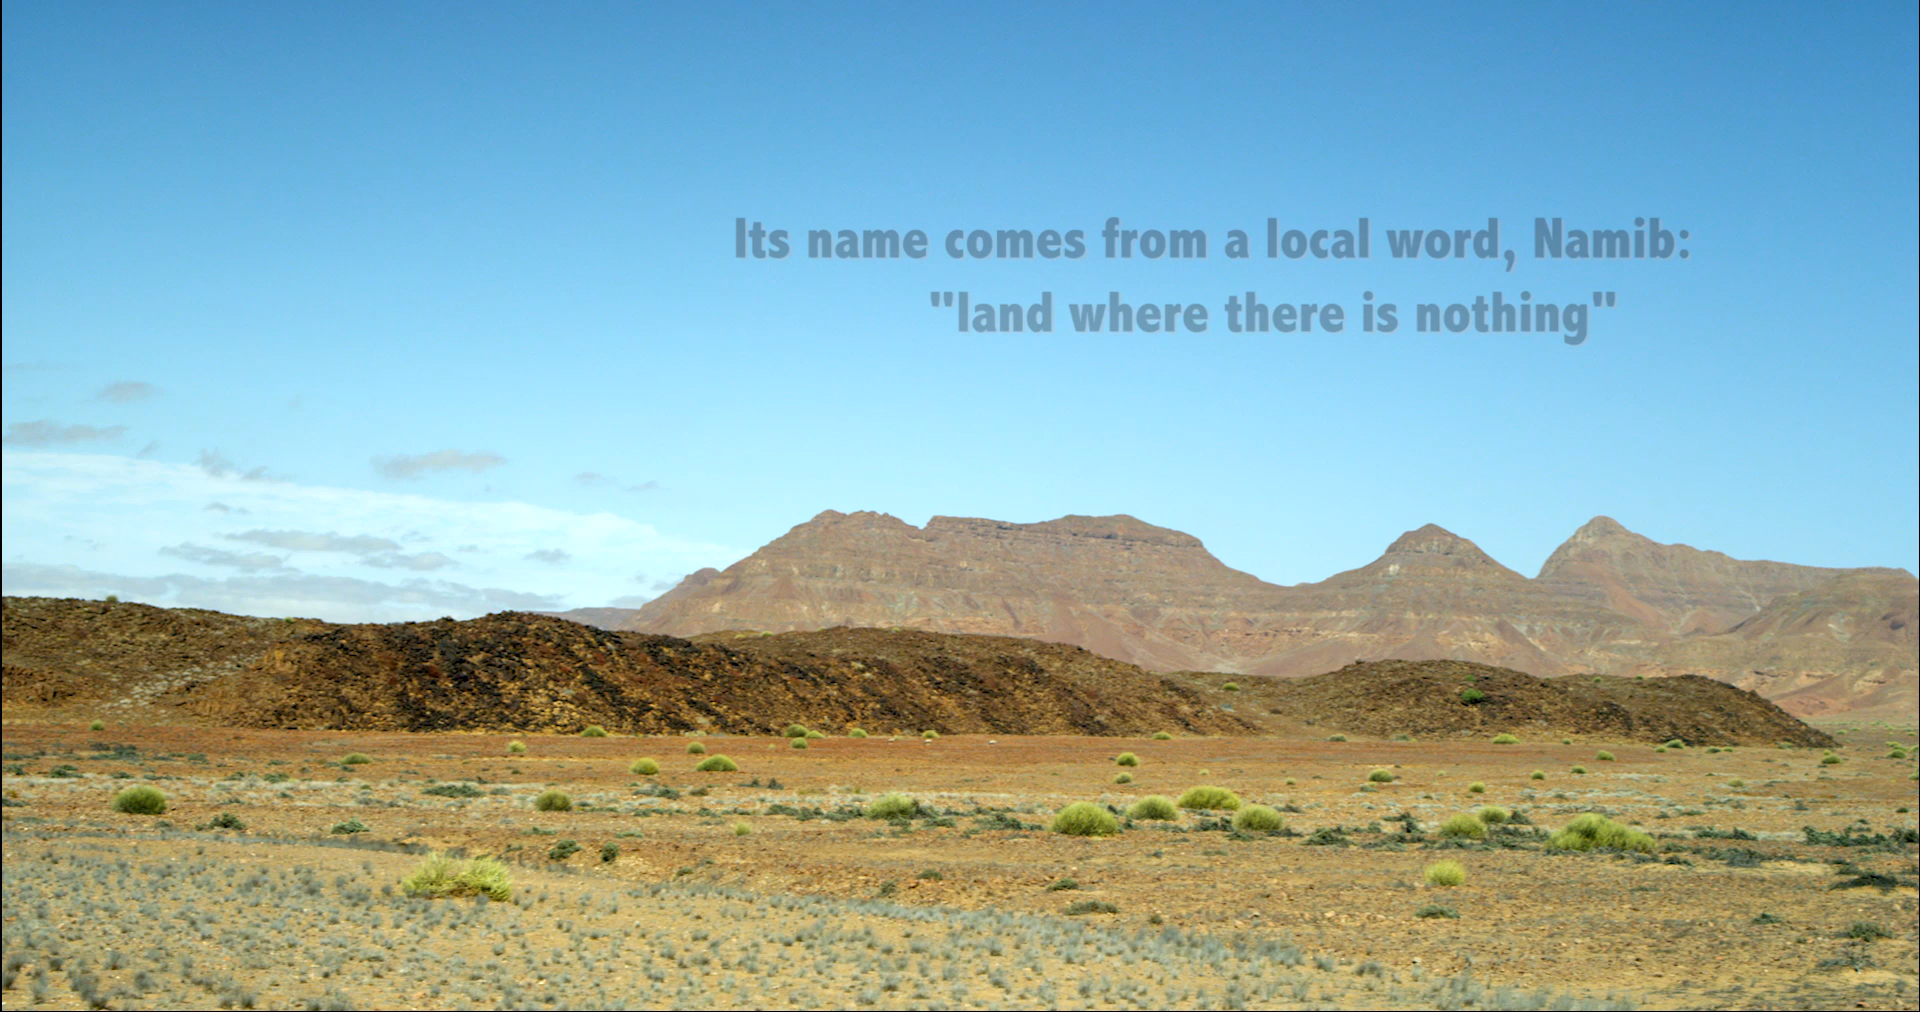 Its name comes from a local word, Namib:
"land where there is nothing"